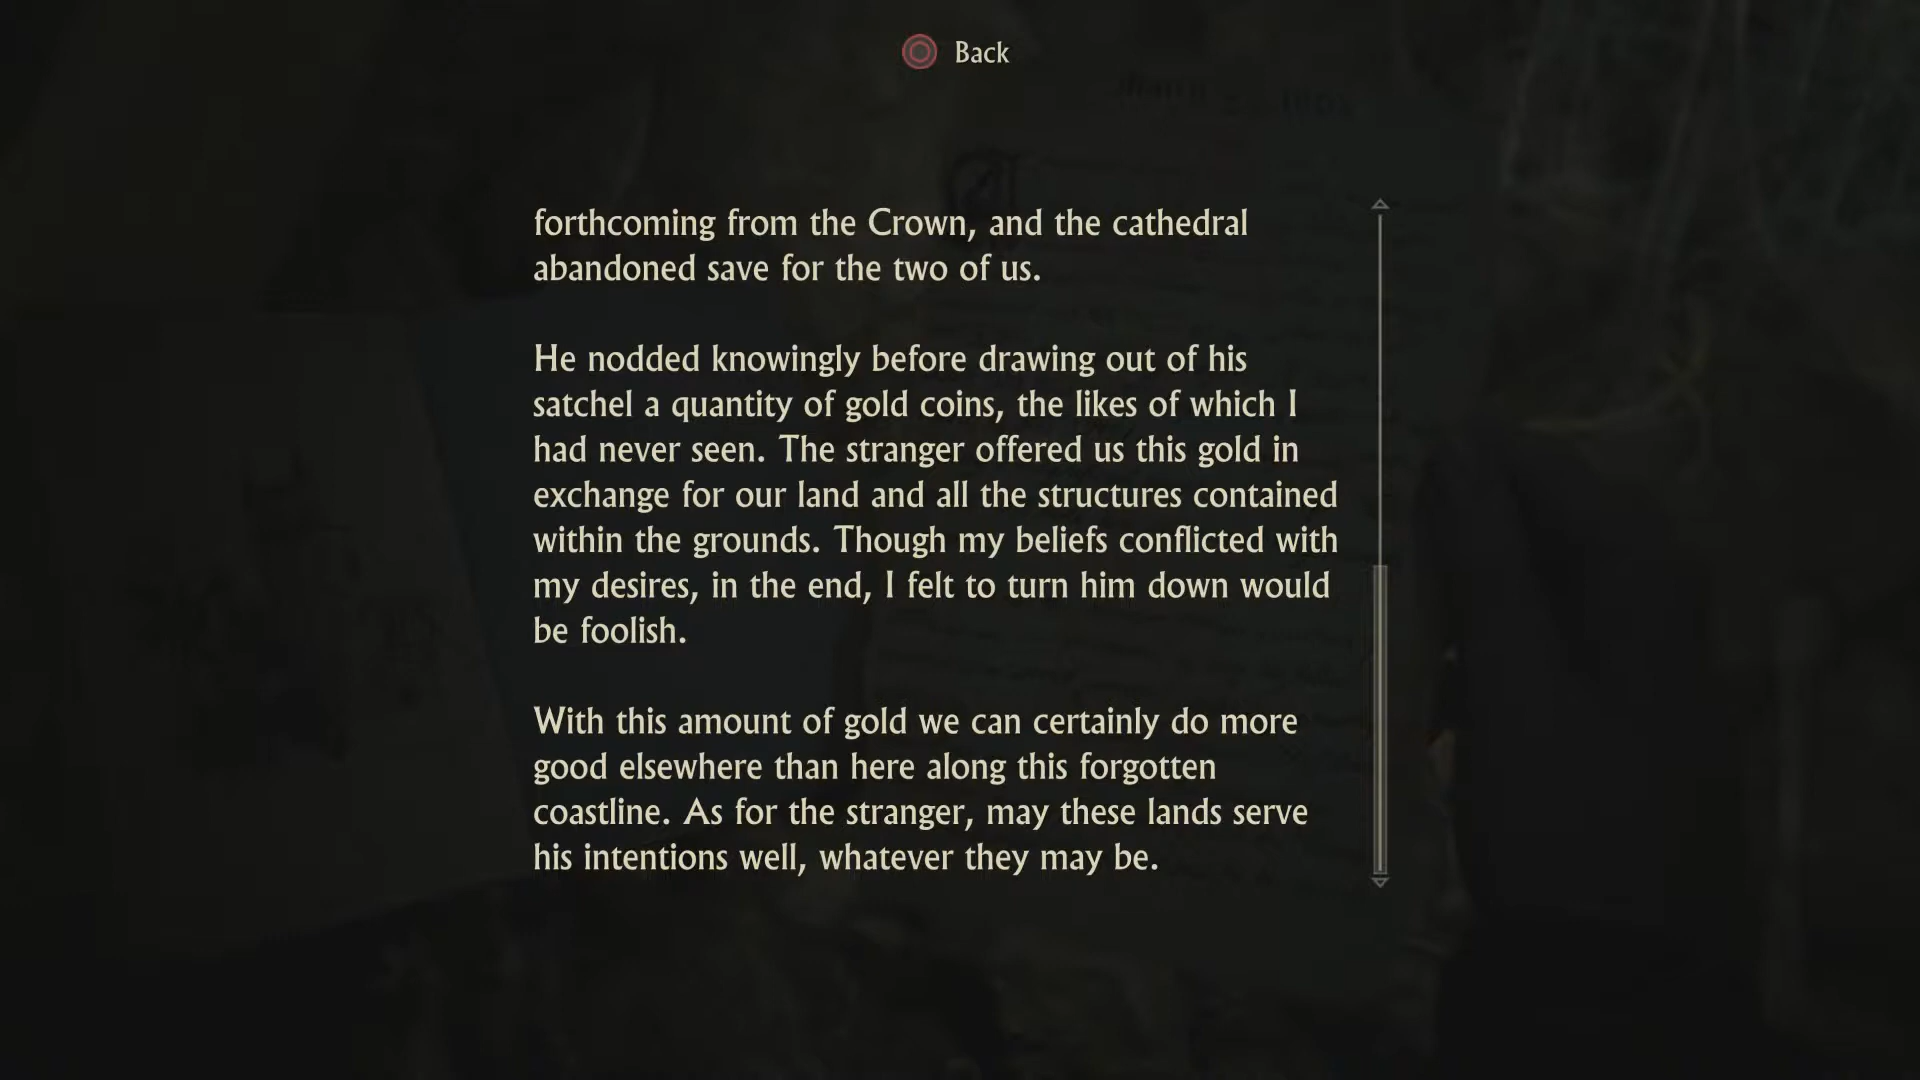 Back
forthcoming from the Crown, and the cathedral
abandoned save for the two of us.
He nodded knowingly before drawing out of his
satchel a quantity of gold coins, the likes of which I
had never seen. The stranger offered us this gold in
exchange for our land and all the structures contained
within the grounds. Though my beliefs conflicted with
my desires, in the end, I felt to turn him down would
be foolish.
With this amount of gold we can certainly do more
good elsewhere than here along this forgotten
coastline. As for the stranger, may these lands serve
his intentions well, whatever they may be.